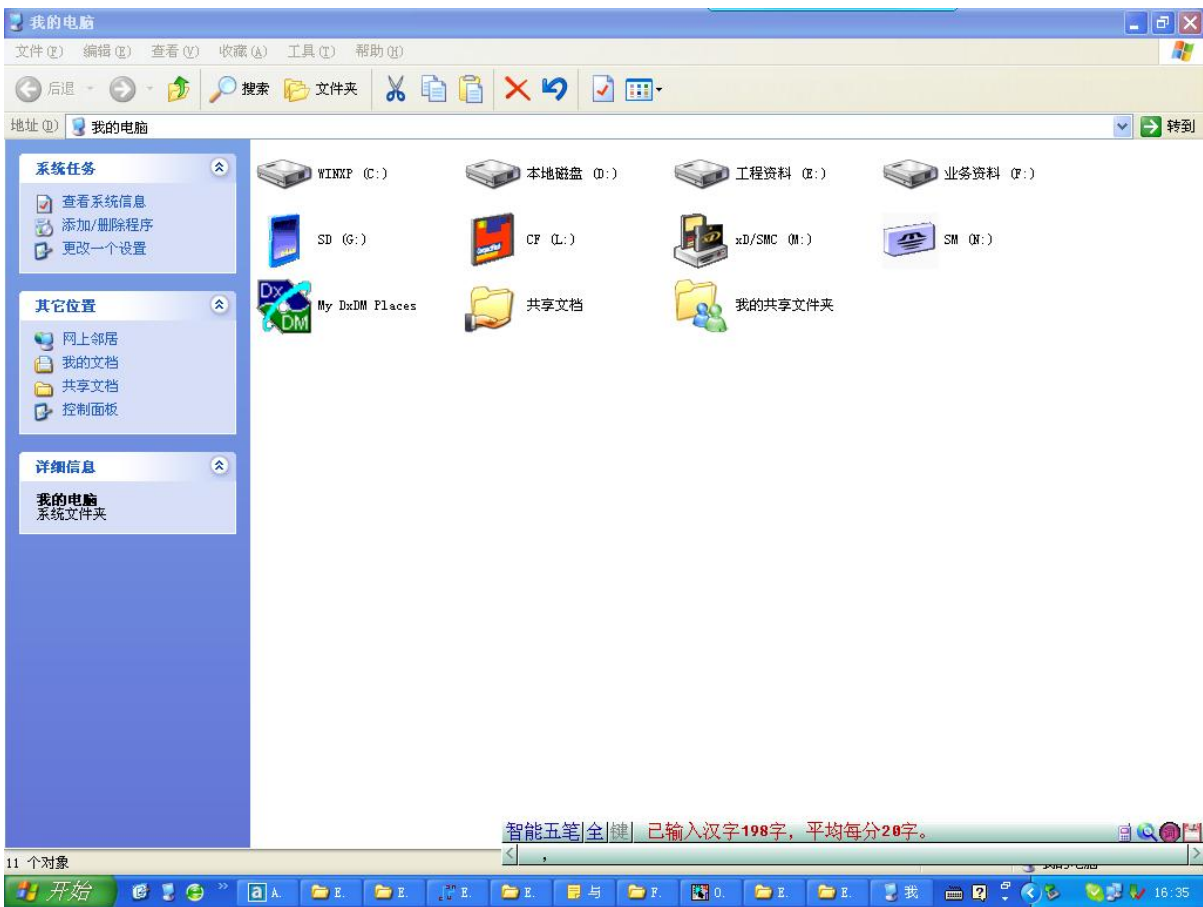 我的电脑
文件(F) 编辑(E) 查看(V) 收藏(A) 工具(T) 帮助(H)
后退 搜索 文件夹
地址(D) 我的电脑 转到
系统任务
查看系统信息
添加/删除程序
更改一个设置
其它位置
网上邻居
我的文档
共享文档
控制面板
详细信息
我的电脑
系统文件夹
WINXP (C:) 本地磁盘 (D:) 工程资料 (E:) 业务资料 (F:)
SD (G:) CF (L:) xD/SMC (M:) SM (N:)
Dx DM My DxDM Places 共享文档 我的共享文件夹
智能五笔 全 键 已输入汉字198字，平均每分20字。
11 个对象 ，
开始 a A. E. E. E. E. 与 F. O. E. E. 我 16:35